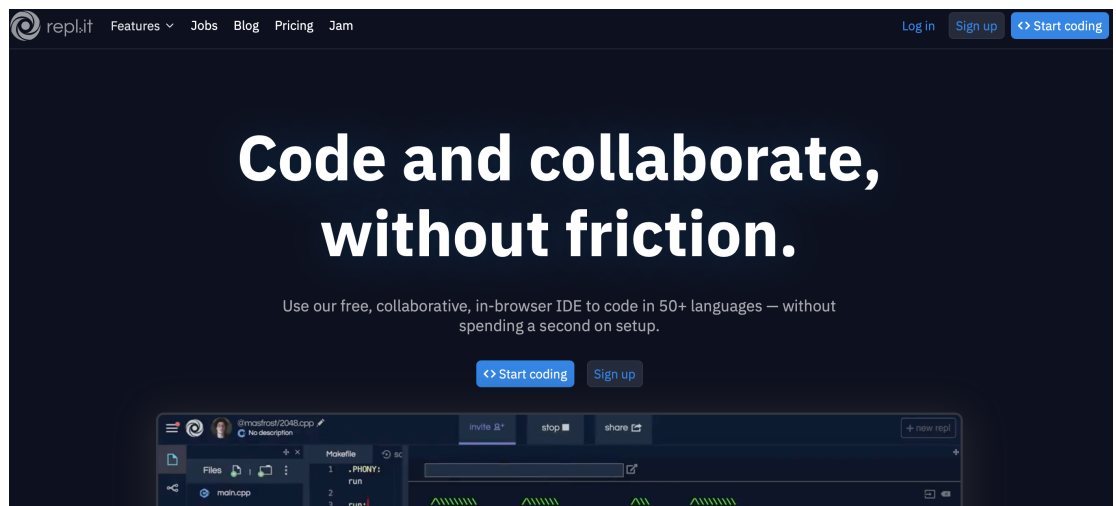 repl.it Features Jobs Blog Pricing Jam Log in Sign up <> Start coding
Code and collaborate,
without friction.
Use our free, collaborative, in-browser IDE to code in 50+ languages — without
spending a second on setup.
<> Start coding Sign up
@masfrost/2048.cpp
No description
invite stop share + new repl
Files
main.cpp
Makefile
1 .PHONY:
run
2
3 run: